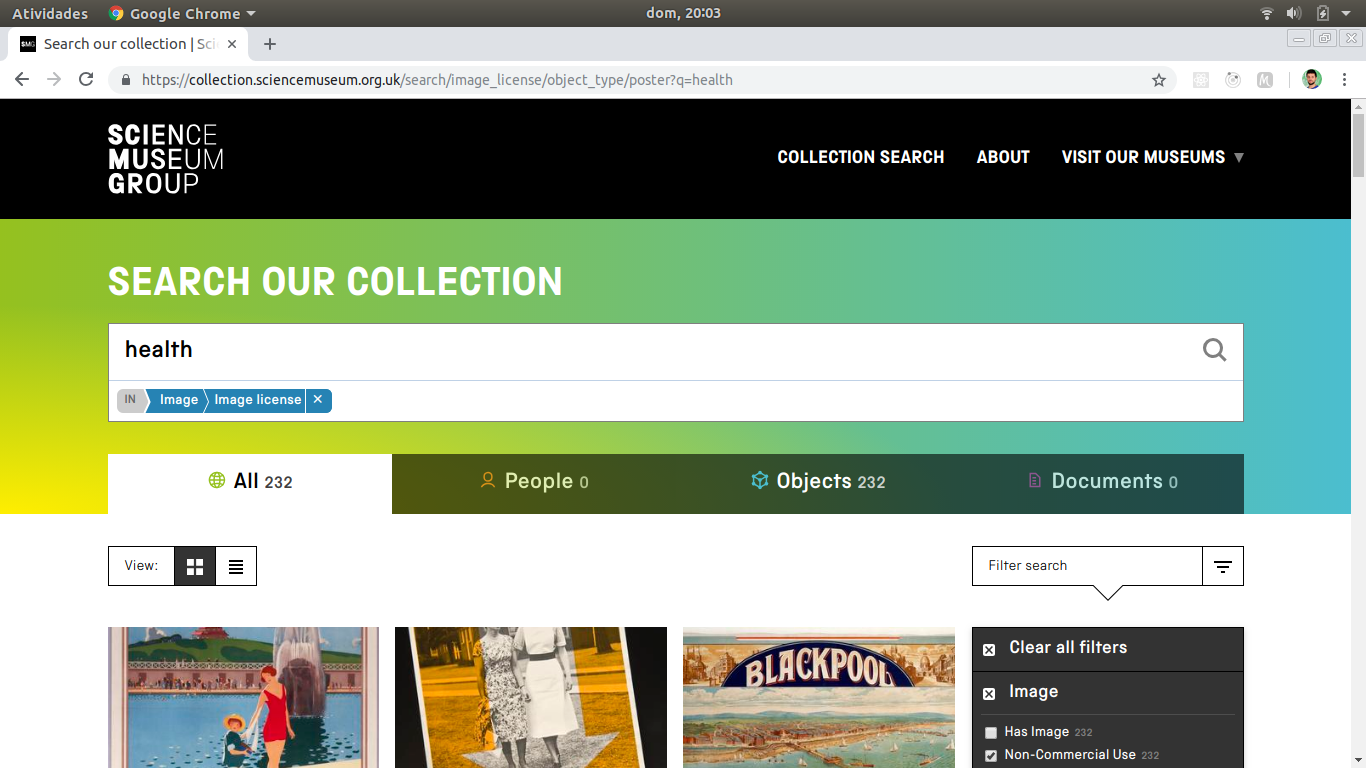 Atividades Google Chrome dom, 20:03
Search our collection | Sci
https://collection.sciencemuseum.org.uk/search/image_license/object_type/poster?q=health
SCIENCE
MUSEUM
GROUP
COLLECTION SEARCH ABOUT VISIT OUR MUSEUMS
SEARCH OUR COLLECTION
health
IN Image Image license
All 232 People 0 Objects 232 Documents 0
View: Filter search
BLACKPOOL
Clear all filters
Image
Has Image 232
Non-Commercial Use 232